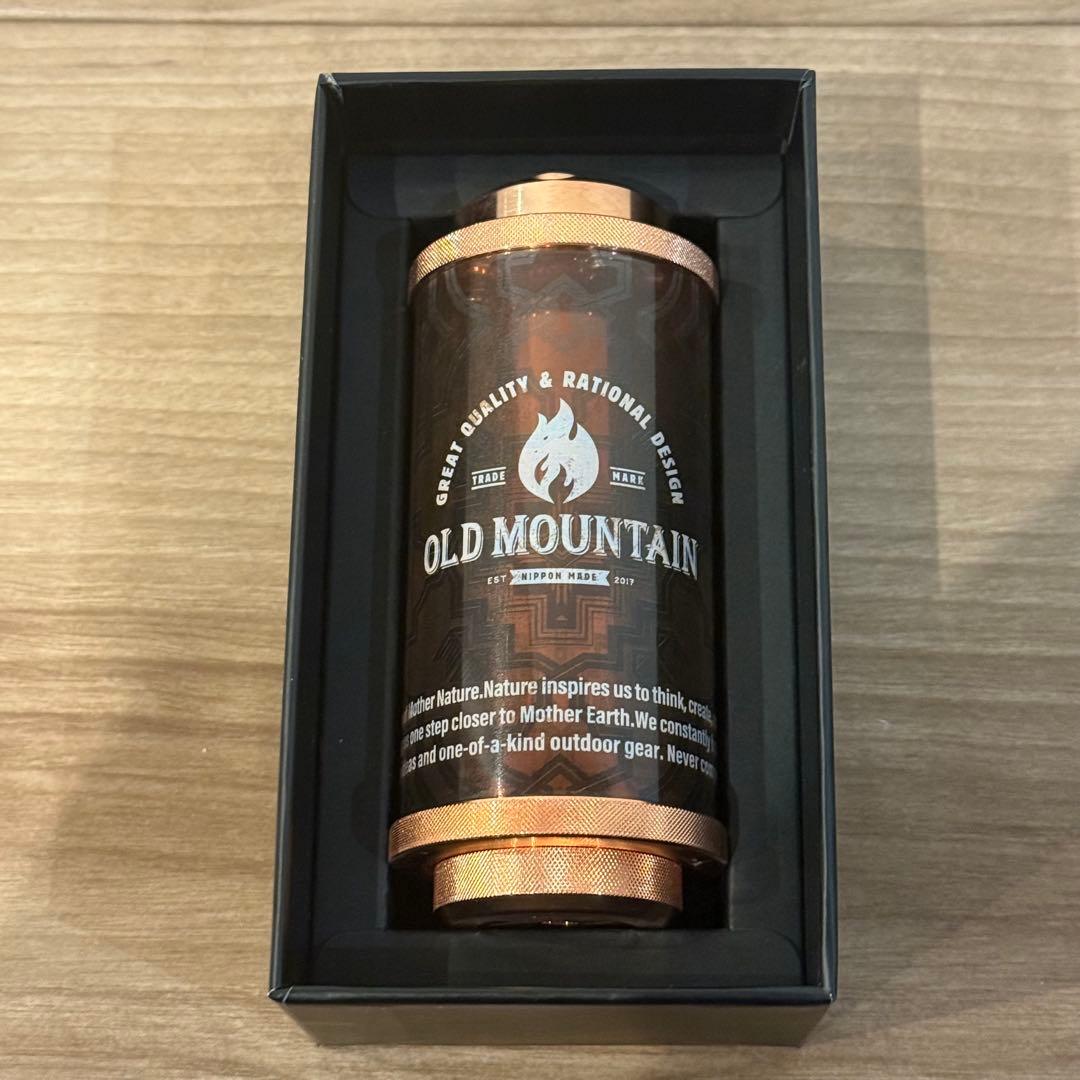 GREAT QUALITY & RATIONAL DESIGN
TRADE MARK
OLD MOUNTAIN
EST NIPPON MADE 2017
Mother Nature.Nature inspires us to think, create
one step closer to Mother Earth.We constantly
and one-of-a-kind outdoor gear. Never